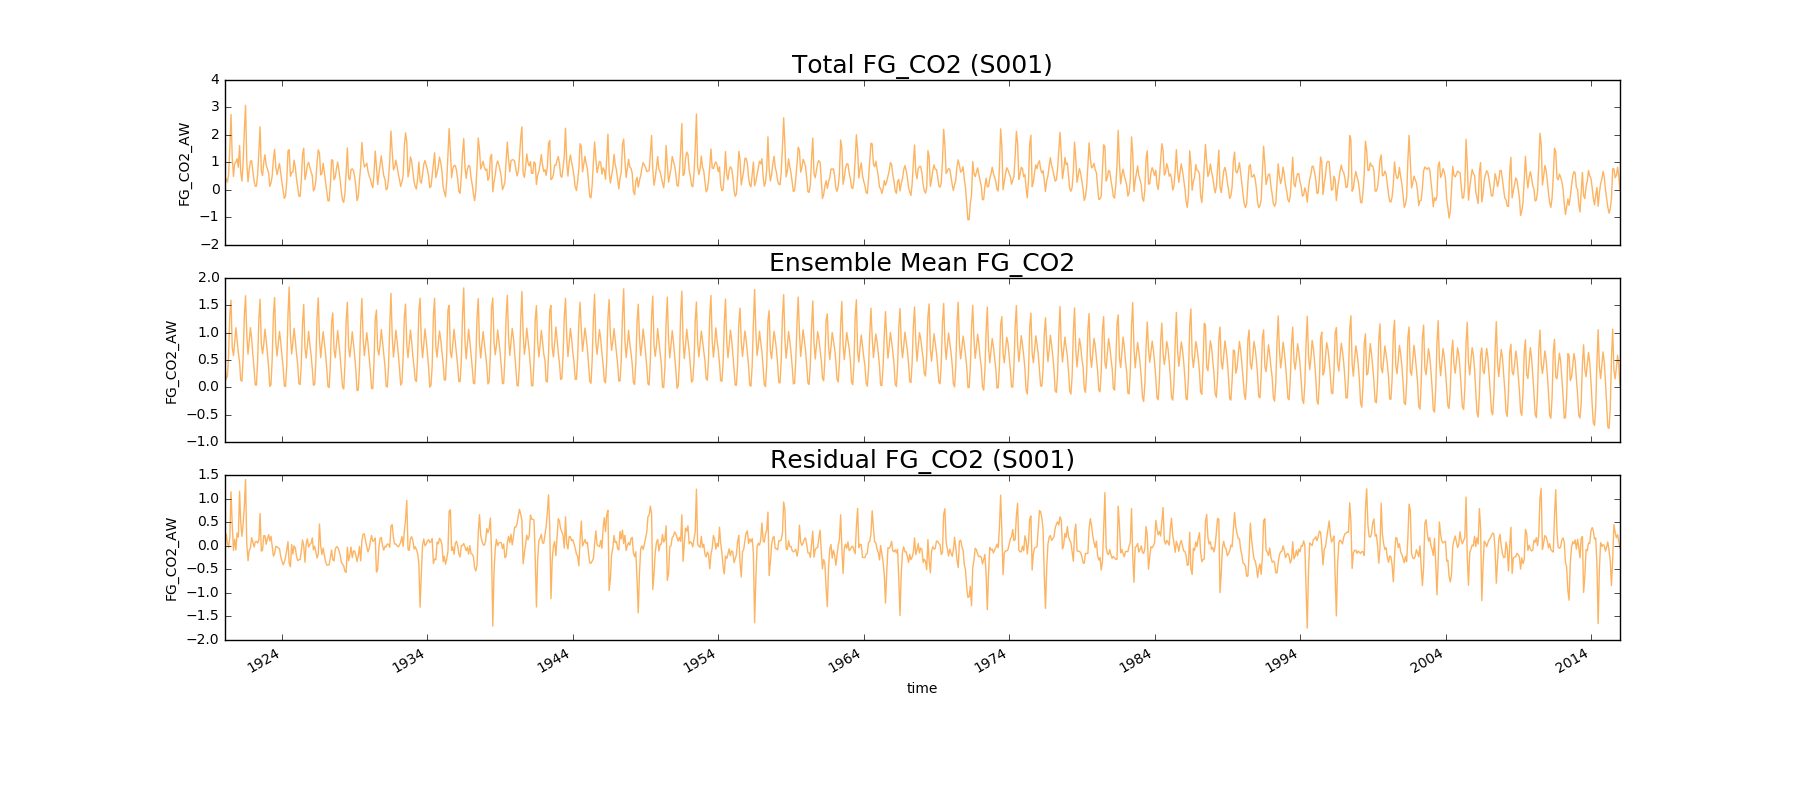 Total FG_CO2 (S001)
4
3
2
1
0
−1
−2
FG_CO2_AW
Ensemble Mean FG_CO2
2.0
1.5
1.0
0.5
0.0
−0.5
−1.0
FG_CO2_AW
Residual FG_CO2 (S001)
1.5
1.0
0.5
0.0
−0.5
−1.0
−1.5
−2.0
FG_CO2_AW
1924 1934 1944 1954 1964 1974 1984 1994 2004 2014
time